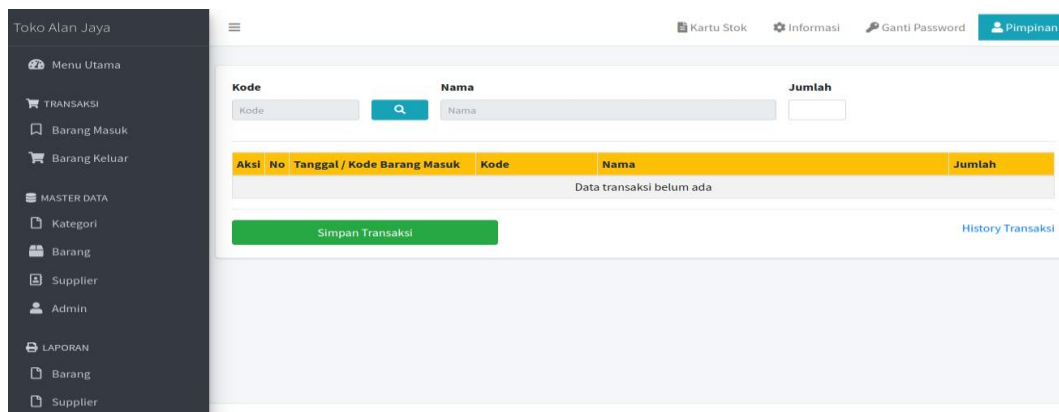 Toko Alan Jaya
Kartu Stok Informasi Ganti Password Pimpinan
Menu Utama
TRANSAKSI
Barang Masuk
Barang Keluar
MASTER DATA
Kategori
Barang
Supplier
Admin
LAPORAN
Barang
Supplier
Kode Nama Jumlah
Kode Nama
Aksi No Tanggal / Kode Barang Masuk Kode Nama Jumlah
Data transaksi belum ada
Simpan Transaksi History Transaksi